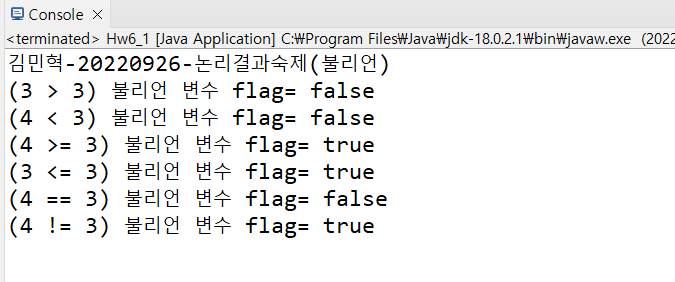 Console
<terminated> Hw6_1 [Java Application] C:₩Program Files₩Java₩jdk-18.0.2.1₩bin₩javaw.exe (2022
김민혁-20220926-논리결과숙제(불리언)
(3 > 3) 불리언 변수 flag= false
(4 < 3) 불리언 변수 flag= false
(4 >= 3) 불리언 변수 flag= true
(3 <= 3) 불리언 변수 flag= true
(4 == 3) 불리언 변수 flag= false
(4 != 3) 불리언 변수 flag= true